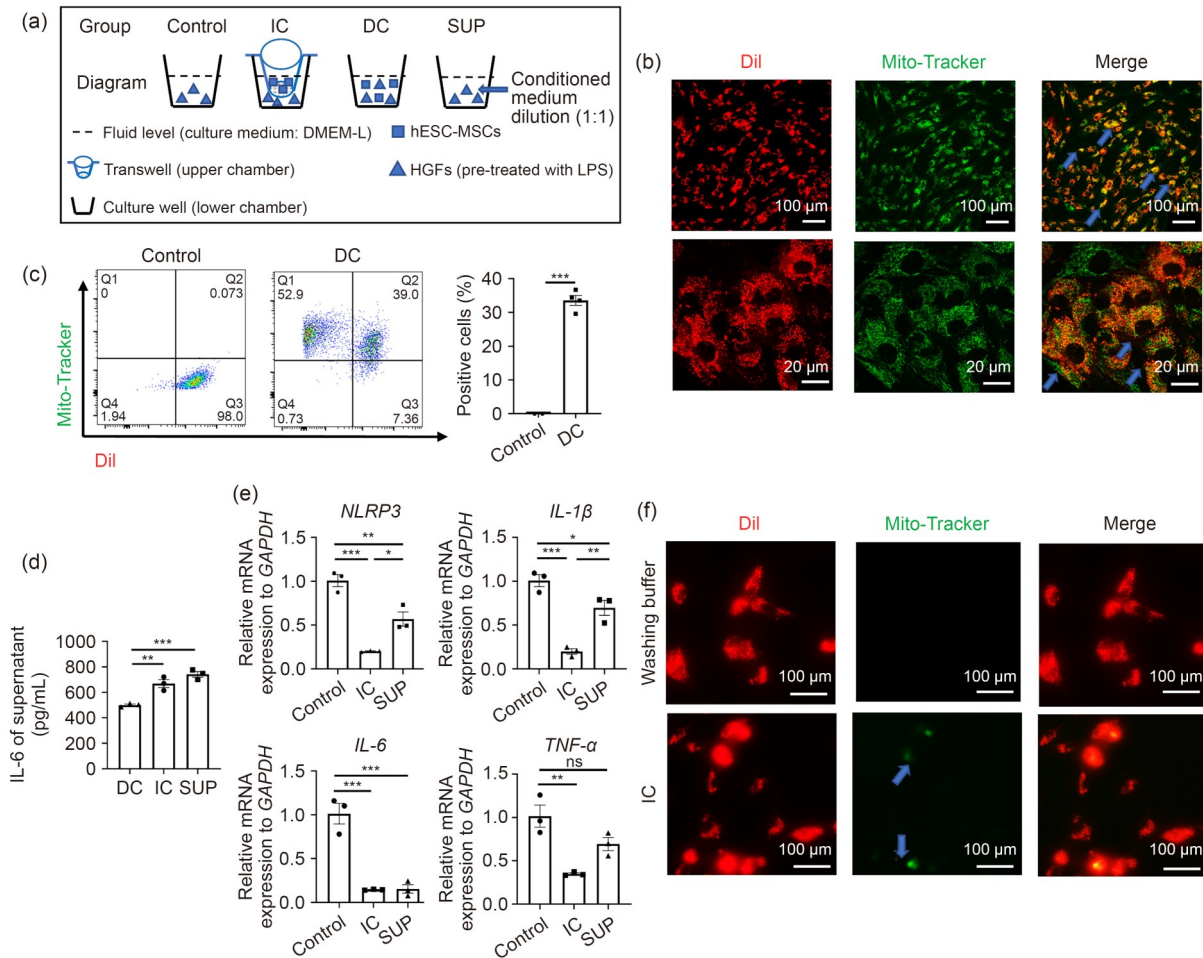 (a)
Group Control IC DC SUP
Diagram
Conditioned
medium
dilution (1:1)
Fluid level (culture medium: DMEM-L)
hESC-MSCs
Transwell (upper chamber)
HGFs (pre-treated with LPS)
Culture well (lower chamber)
(b)
Dil Mito-Tracker Merge
100 μm 100 μm 100 μm
20 μm 20 μm 20 μm
(c)
Control DC
Mito-Tracker
Q1
0
Q2
0.073
Q4
1.94
Q3
98.0
Q1
52.9
Q2
39.0
Q4
0.73
Q3
7.36
Dil
Positive cells (%)
40
30
20
10
0
***
Control DC
(d)
IL-6 of supernatant
(pg/mL)
1000
800
600
400
200
0
***
**
DC IC SUP
(e)
NLRP3
Relative mRNA
expression to GAPDH
1.5
1.0
0.5
0.0
**
*** *
Control IC SUP
IL-1β
Relative mRNA
expression to GAPDH
1.5
1.0
0.5
0.0
*
*** **
Control IC SUP
IL-6
Relative mRNA
expression to GAPDH
1.5
1.0
0.5
0.0
***
***
Control IC SUP
TNF-α
Relative mRNA
expression to GAPDH
1.5
1.0
0.5
0.0
ns
**
Control IC SUP
(f)
Dil Mito-Tracker Merge
Washing buffer
100 μm 100 μm 100 μm
IC
100 μm 100 μm 100 μm